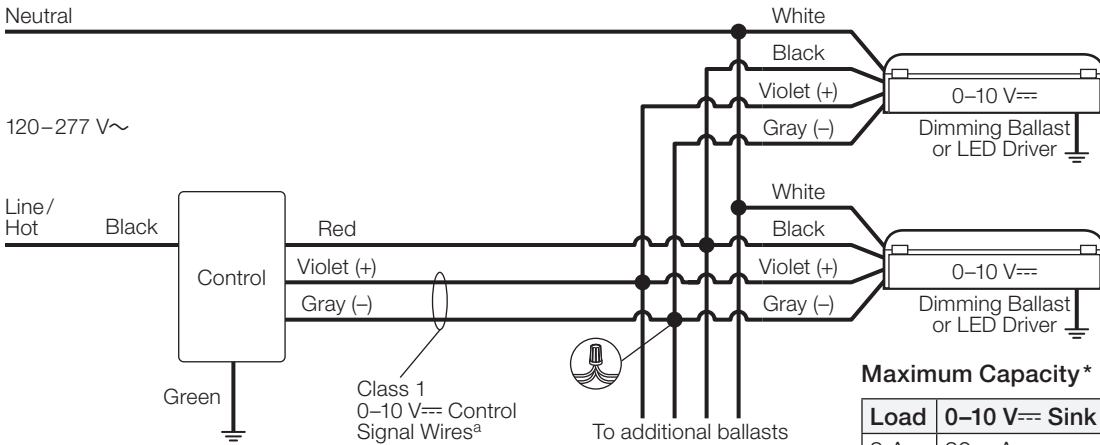 Neutral
White
Black
Violet (+)
Gray (–)
0–10 V⎓
Dimming Ballast
or LED Driver
120–277 V~
Line/
Hot
Black
Control
Red
Violet (+)
Gray (–)
White
Black
Violet (+)
Gray (–)
0–10 V⎓
Dimming Ballast
or LED Driver
Green
Class 1
0–10 V⎓ Control
Signal Wiresᵃ
To additional ballasts
Maximum Capacity*
Load 0–10 V⎓ Sink